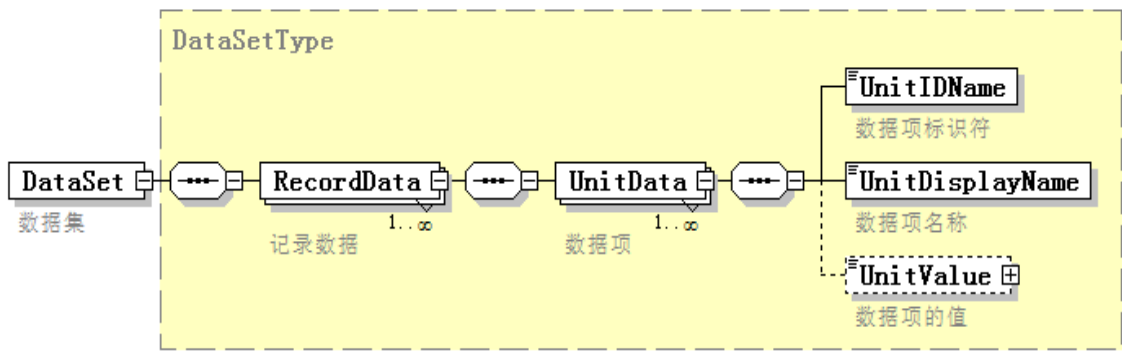 DataSetType
DataSet
数据集
RecordData
1..∞
记录数据
UnitData
1..∞
数据项
UnitIDName
数据项标识符
UnitDisplayName
数据项名称
UnitValue
数据项的值